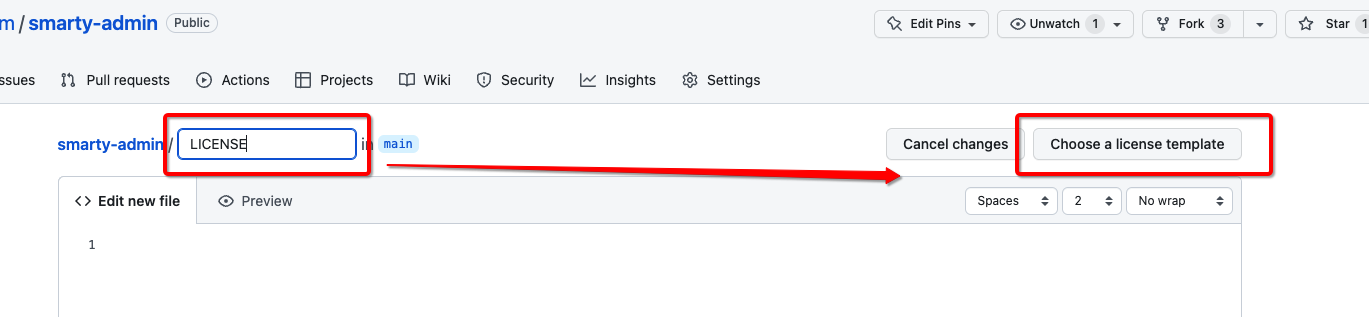 m / smarty-admin Public Edit Pins Unwatch 1 Fork 3 Star 1
ssues Pull requests Actions Projects Wiki Security Insights Settings
smarty-admin / LICENSE in main Cancel changes Choose a license template
<> Edit new file Preview Spaces 2 No wrap
1